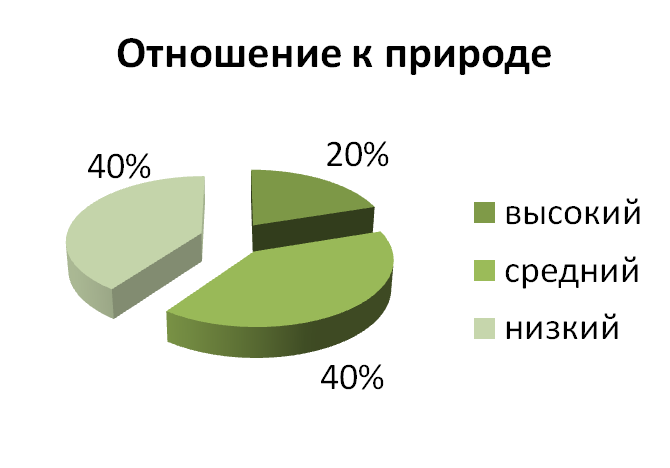 Отношение к природе
40%
20%
высокий
средний
низкий
40%